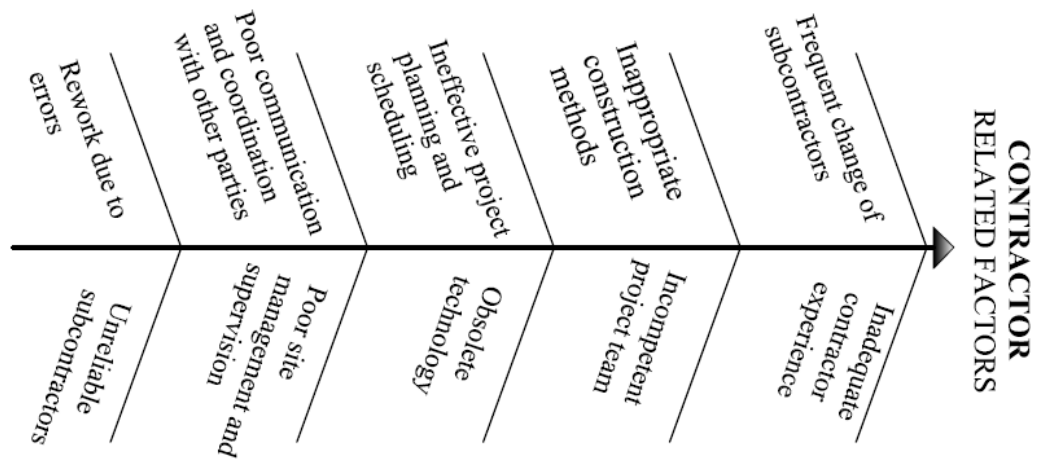 CONTRACTOR
RELATED FACTORS
Frequent change of
subcontractors
Inappropriate
construction
methods
Ineffective project
planning and
scheduling
Poor communication
and coordination
with other parties
Rework due to
errors
Inadequate
contractor
experience
Incompetent
project team
Obsolete
technology
Poor site
management and
supervision
Unreliable
subcontractors